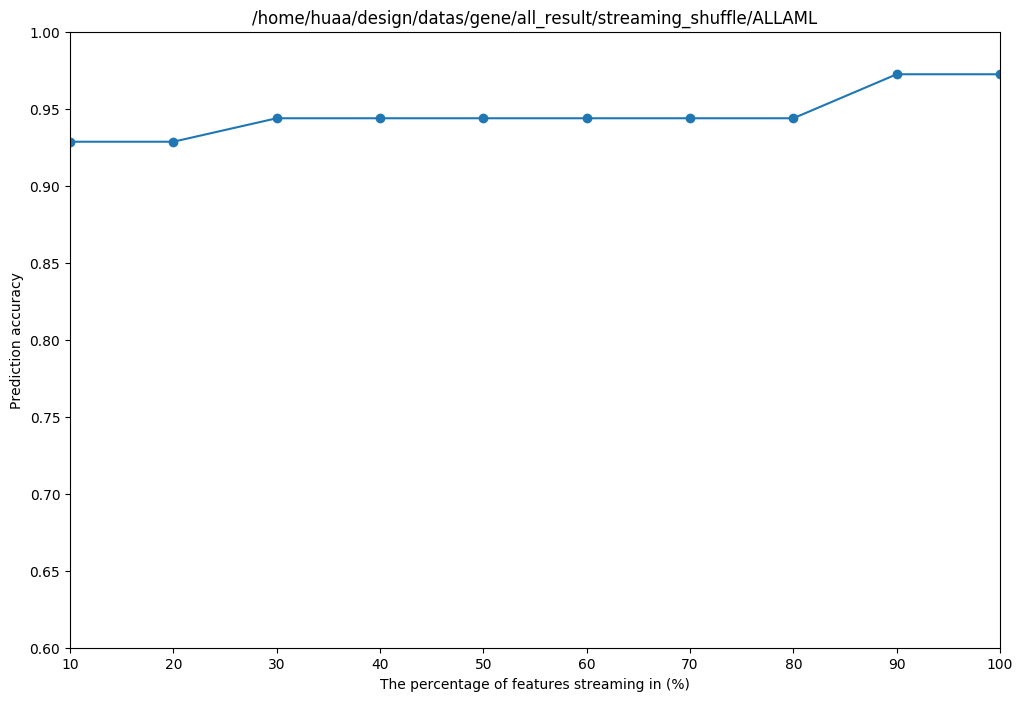 /home/huaa/design/datas/gene/all_result/streaming_shuffle/ALLAML
1.00
0.95
0.90
0.85
0.80
0.75
0.70
0.65
0.60
Prediction accuracy
10 20 30 40 50 60 70 80 90 100
The percentage of features streaming in (%)